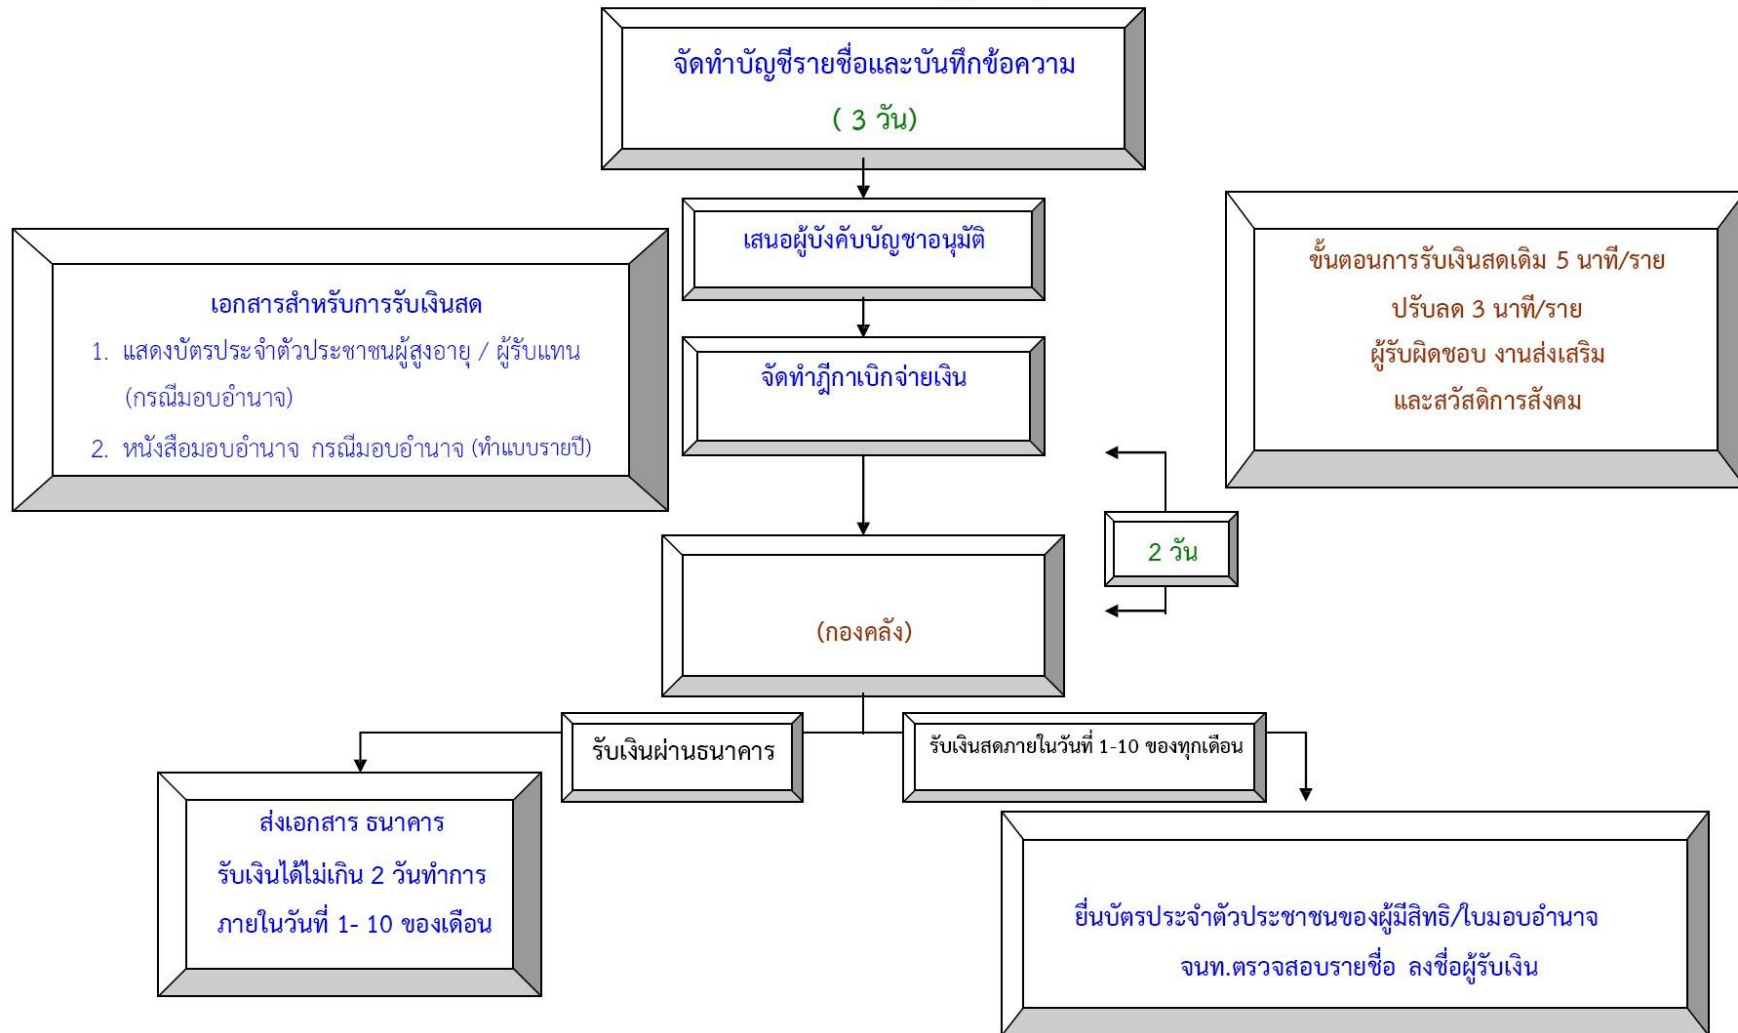 จัดทำบัญชีรายชื่อและบันทึกข้อความ
( 3 วัน)
เสนอผู้บังคับบัญชาอนุมัติ
จัดทำฎีกาเบิกจ่ายเงิน
เอกสารสำหรับการรับเงินสด
1. แสดงบัตรประจำตัวประชาชนผู้สูงอายุ / ผู้รับแทน
(กรณีมอบอำนาจ)
2. หนังสือมอบอำนาจ กรณีมอบอำนาจ (ทำแบบรายปี)
ขั้นตอนการรับเงินสดเดิม 5 นาที/ราย
ปรับลด 3 นาที/ราย
ผู้รับผิดชอบ งานส่งเสริม
และสวัสดิการสังคม
2 วัน
(กองคลัง)
รับเงินผ่านธนาคาร
รับเงินสดภายในวันที่ 1-10 ของทุกเดือน
ส่งเอกสาร ธนาคาร
รับเงินได้ไม่เกิน 2 วันทำการ
ภายในวันที่ 1- 10 ของเดือน
ยื่นบัตรประจำตัวประชาชนของผู้มีสิทธิ/ใบมอบอำนาจ
จนท.ตรวจสอบรายชื่อ ลงชื่อผู้รับเงิน